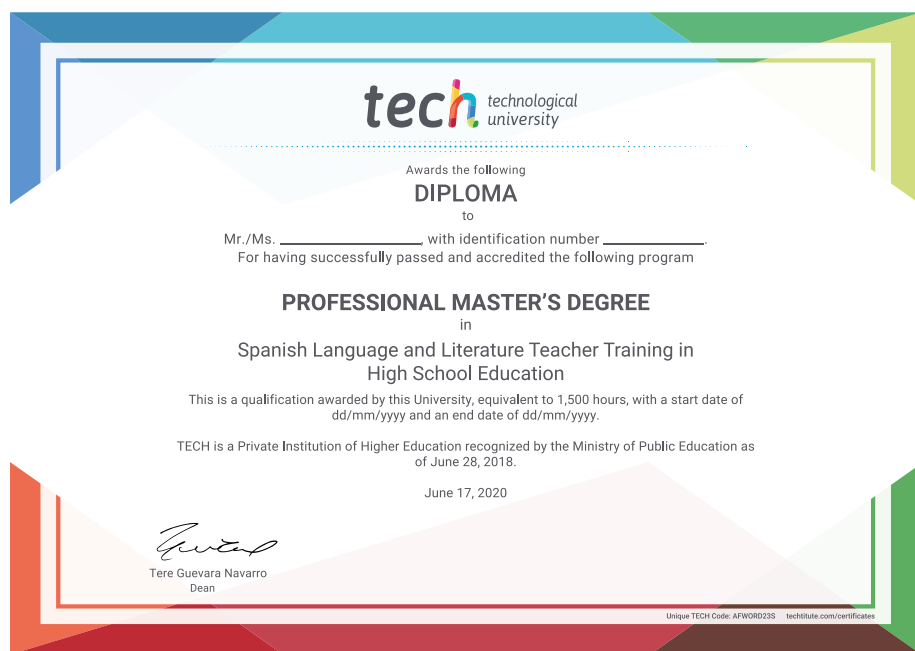 tech technological
university
Awards the following
DIPLOMA
to
Mr./Ms. ________________, with identification number ____________.
For having successfully passed and accredited the following program
PROFESSIONAL MASTER'S DEGREE
in
Spanish Language and Literature Teacher Training in
High School Education
This is a qualification awarded by this University, equivalent to 1,500 hours, with a start date of
dd/mm/yyyy and an end date of dd/mm/yyyy.
TECH is a Private Institution of Higher Education recognized by the Ministry of Public Education as
of June 28, 2018.
June 17, 2020
Tere Guevara Navarro
Dean
Unique TECH Code: AFWORD23S techtitute.com/certificates